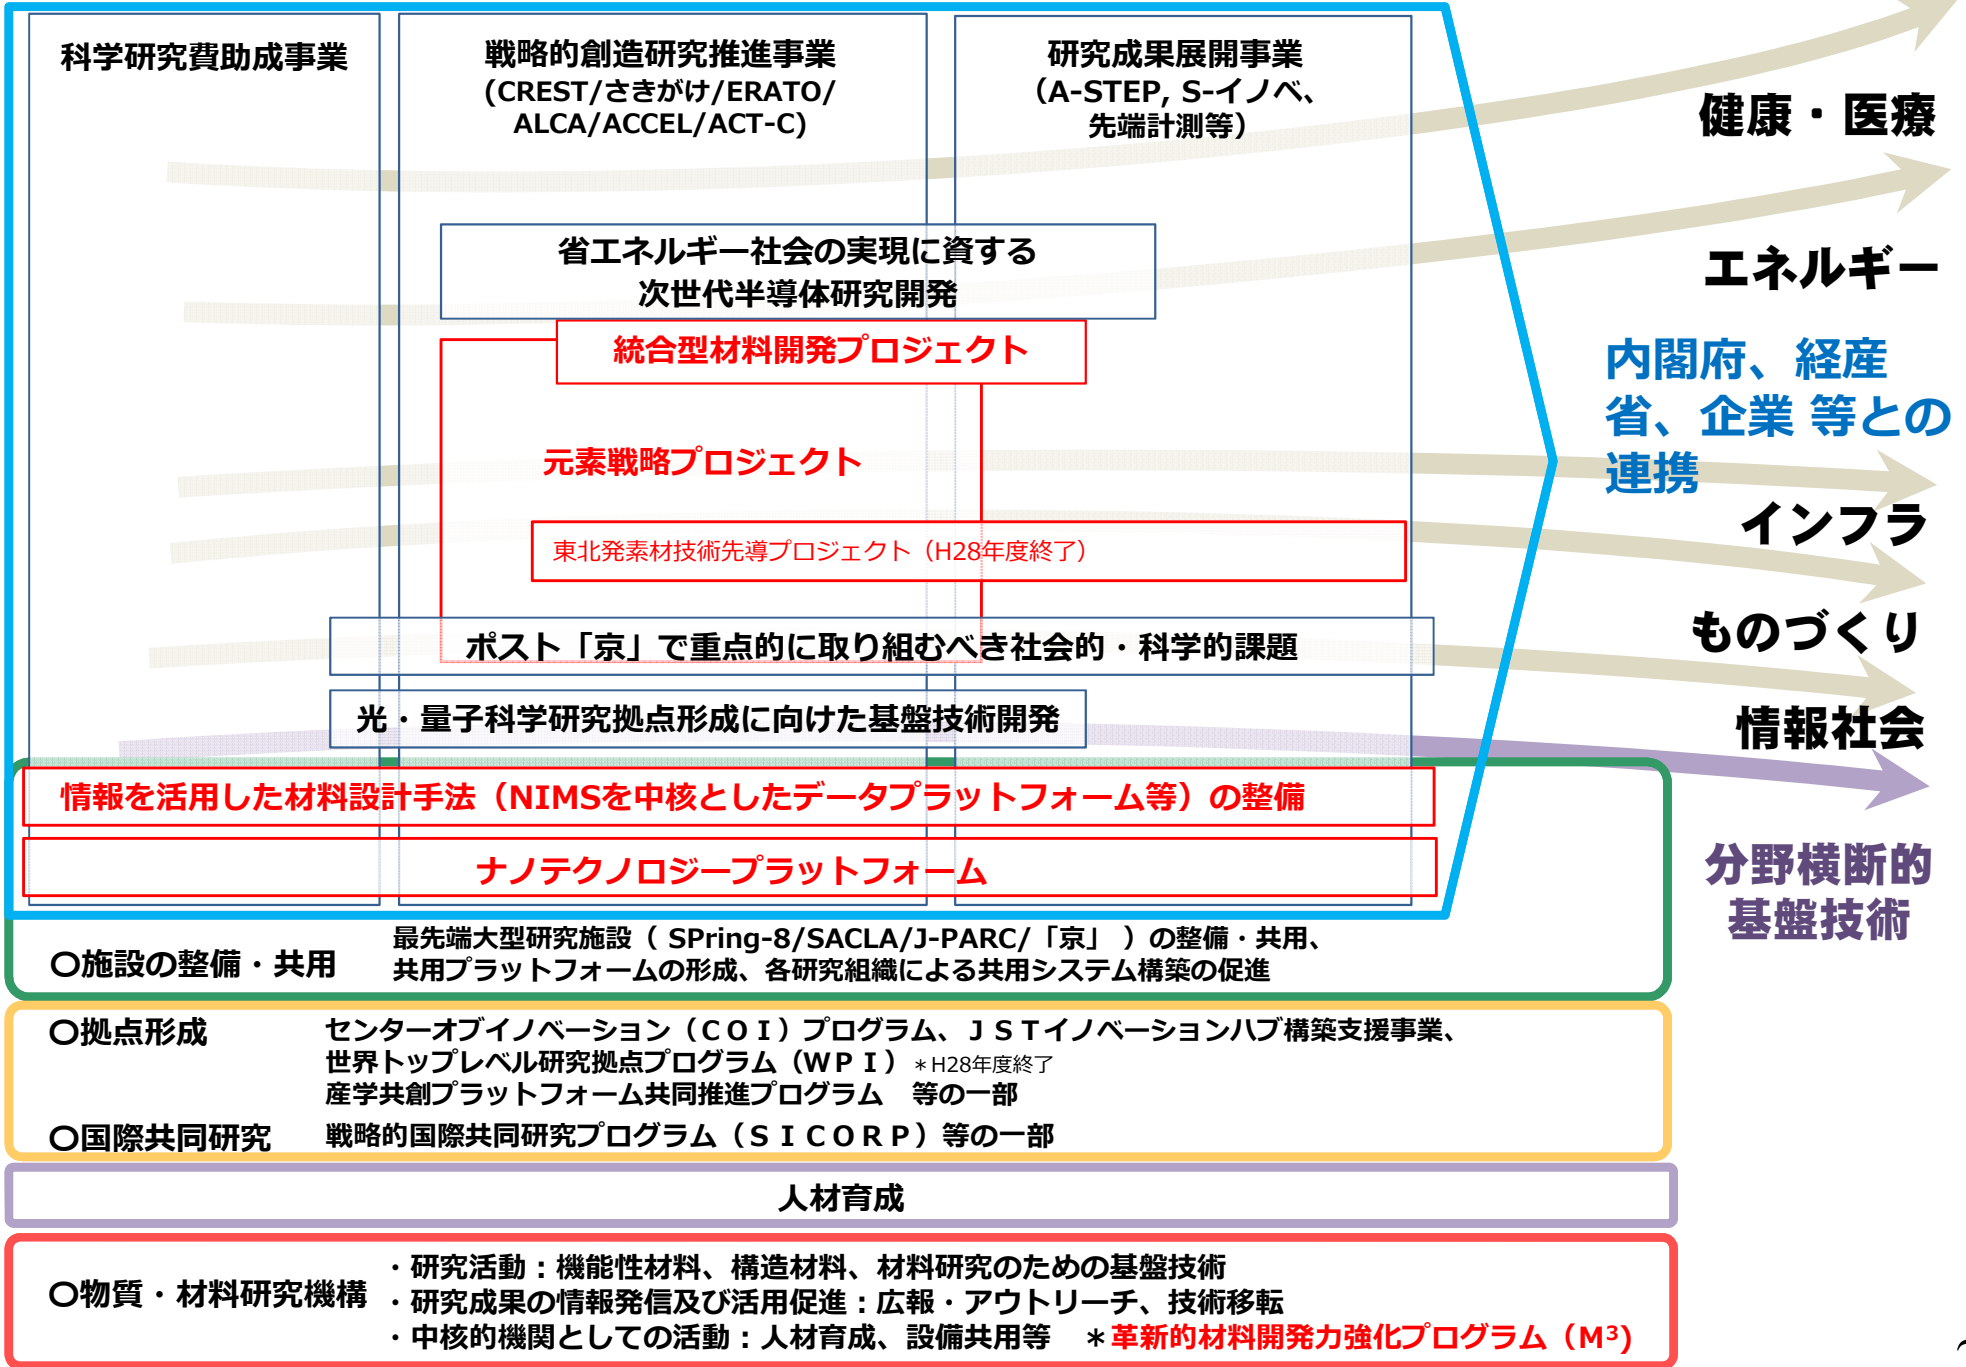 科学研究費助成事業
戦略的創造研究推進事業
(CREST/さきがけ/ERATO/
ALCA/ACCEL/ACT-C)
研究成果展開事業
（A-STEP, S-イノベ、
先端計測等）
健康・医療
省エネルギー社会の実現に資する
次世代半導体研究開発
エネルギー
統合型材料開発プロジェクト
内閣府、経産
省、企業 等との
連携
元素戦略プロジェクト
インフラ
東北発素材技術先導プロジェクト（H28年度終了）
ものづくり
ポスト「京」で重点的に取り組むべき社会的・科学的課題
光・量子科学研究拠点形成に向けた基盤技術開発
情報社会
情報を活用した材料設計手法（NIMSを中核としたデータプラットフォーム等）の整備
ナノテクノロジープラットフォーム
分野横断的
基盤技術
〇施設の整備・共用
最先端大型研究施設（ SPring-8/SACLA/J-PARC/「京」 ）の整備・共用、
共用プラットフォームの形成、各研究組織による共用システム構築の促進
〇拠点形成
センターオブイノベーション（ＣＯＩ）プログラム、ＪＳＴイノベーションハブ構築支援事業、
世界トップレベル研究拠点プログラム（ＷＰＩ）＊H28年度終了
産学共創プラットフォーム共同推進プログラム　等の一部
〇国際共同研究
戦略的国際共同研究プログラム（ＳＩＣＯＲＰ）等の一部
人材育成
〇物質・材料研究機構
・研究活動：機能性材料、構造材料、材料研究のための基盤技術
・研究成果の情報発信及び活用促進：広報・アウトリーチ、技術移転
・中核的機関としての活動：人材育成、設備共用等　＊革新的材料開発力強化プログラム（M³)